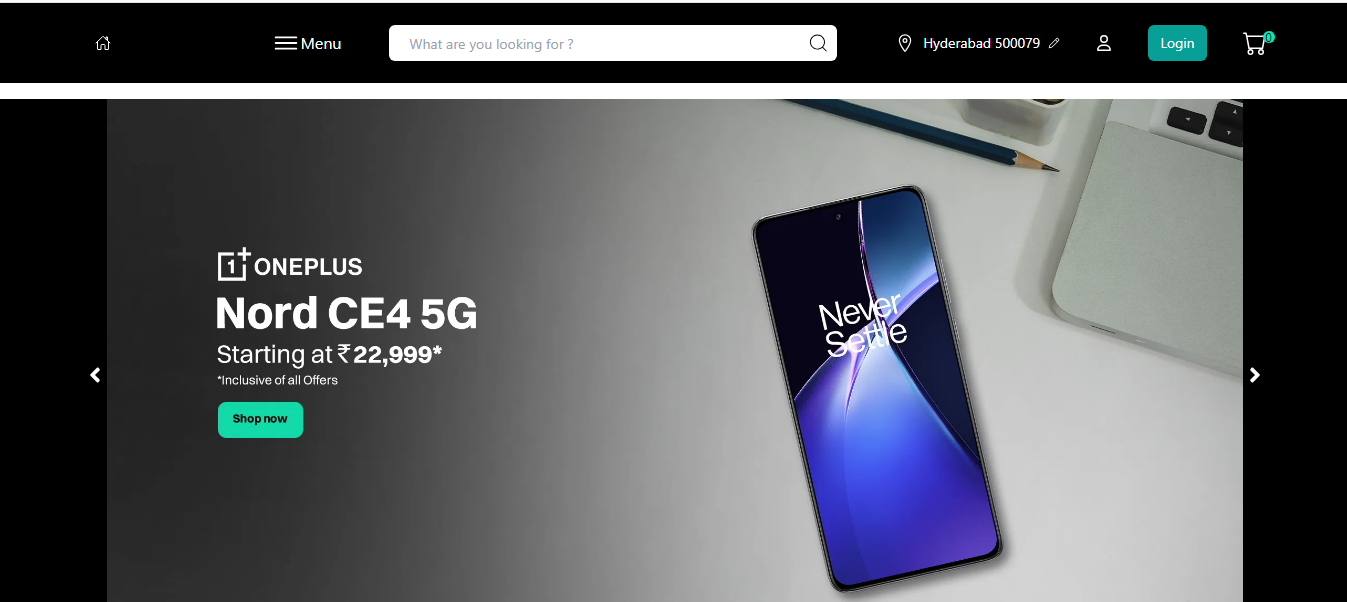 Menu
What are you looking for ?
Hyderabad 500079
Login
0
1+ ONEPLUS
Nord CE4 5G
Starting at ₹22,999*
*Inclusive of all Offers
Shop now
Never
Settle